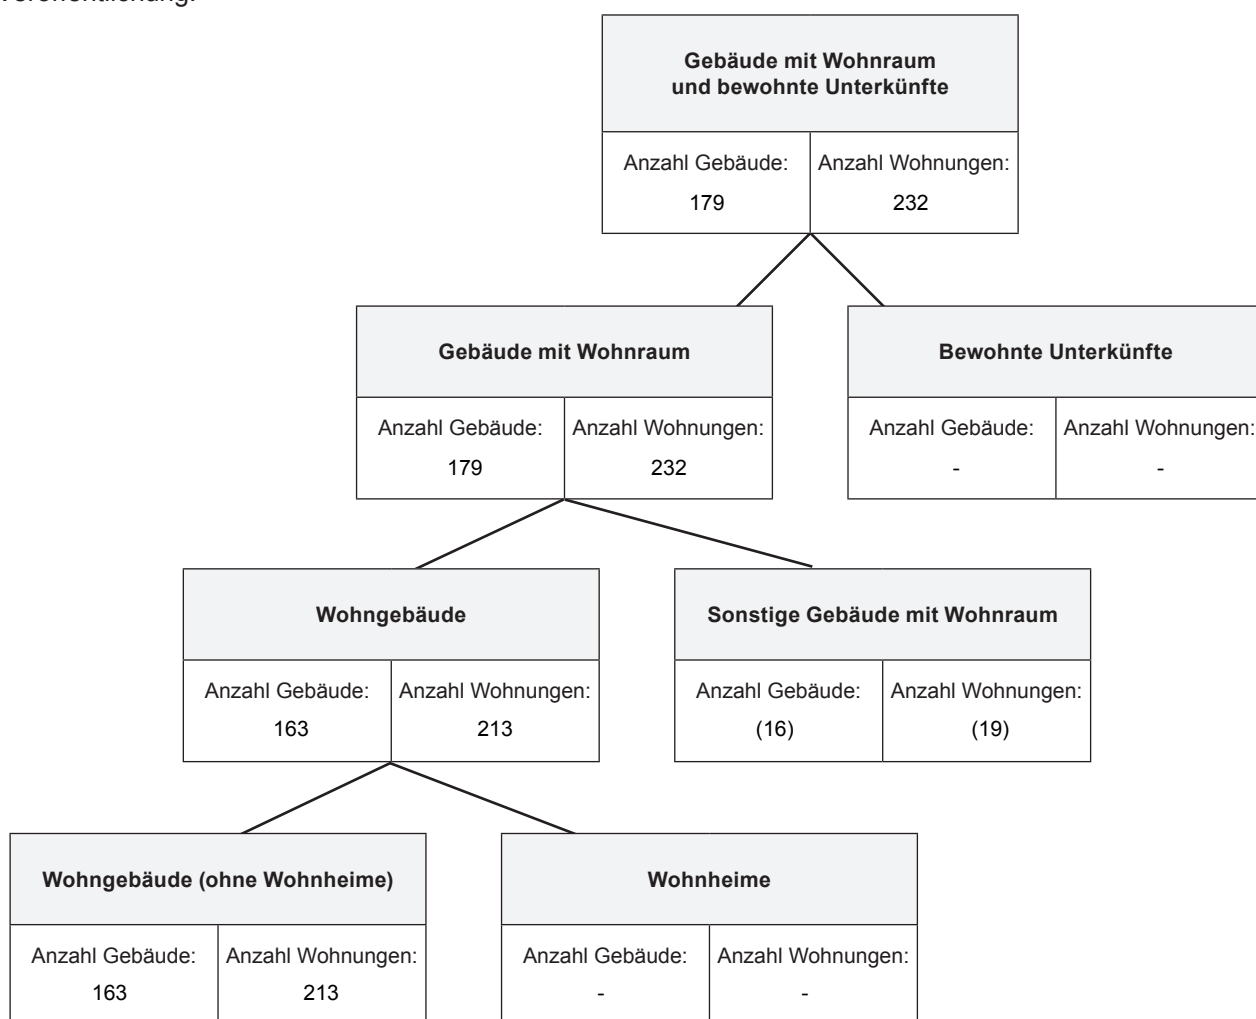 Veröffentlichung.
Gebäude mit Wohnraum
und bewohnte Unterkünfte
Anzahl Gebäude: Anzahl Wohnungen:
179 232
Gebäude mit Wohnraum
Anzahl Gebäude: Anzahl Wohnungen:
179 232
Bewohnte Unterkünfte
Anzahl Gebäude: Anzahl Wohnungen:
- -
Wohngebäude
Anzahl Gebäude: Anzahl Wohnungen:
163 213
Sonstige Gebäude mit Wohnraum
Anzahl Gebäude: Anzahl Wohnungen:
(16) (19)
Wohngebäude (ohne Wohnheime)
Anzahl Gebäude: Anzahl Wohnungen:
163 213
Wohnheime
Anzahl Gebäude: Anzahl Wohnungen:
- -